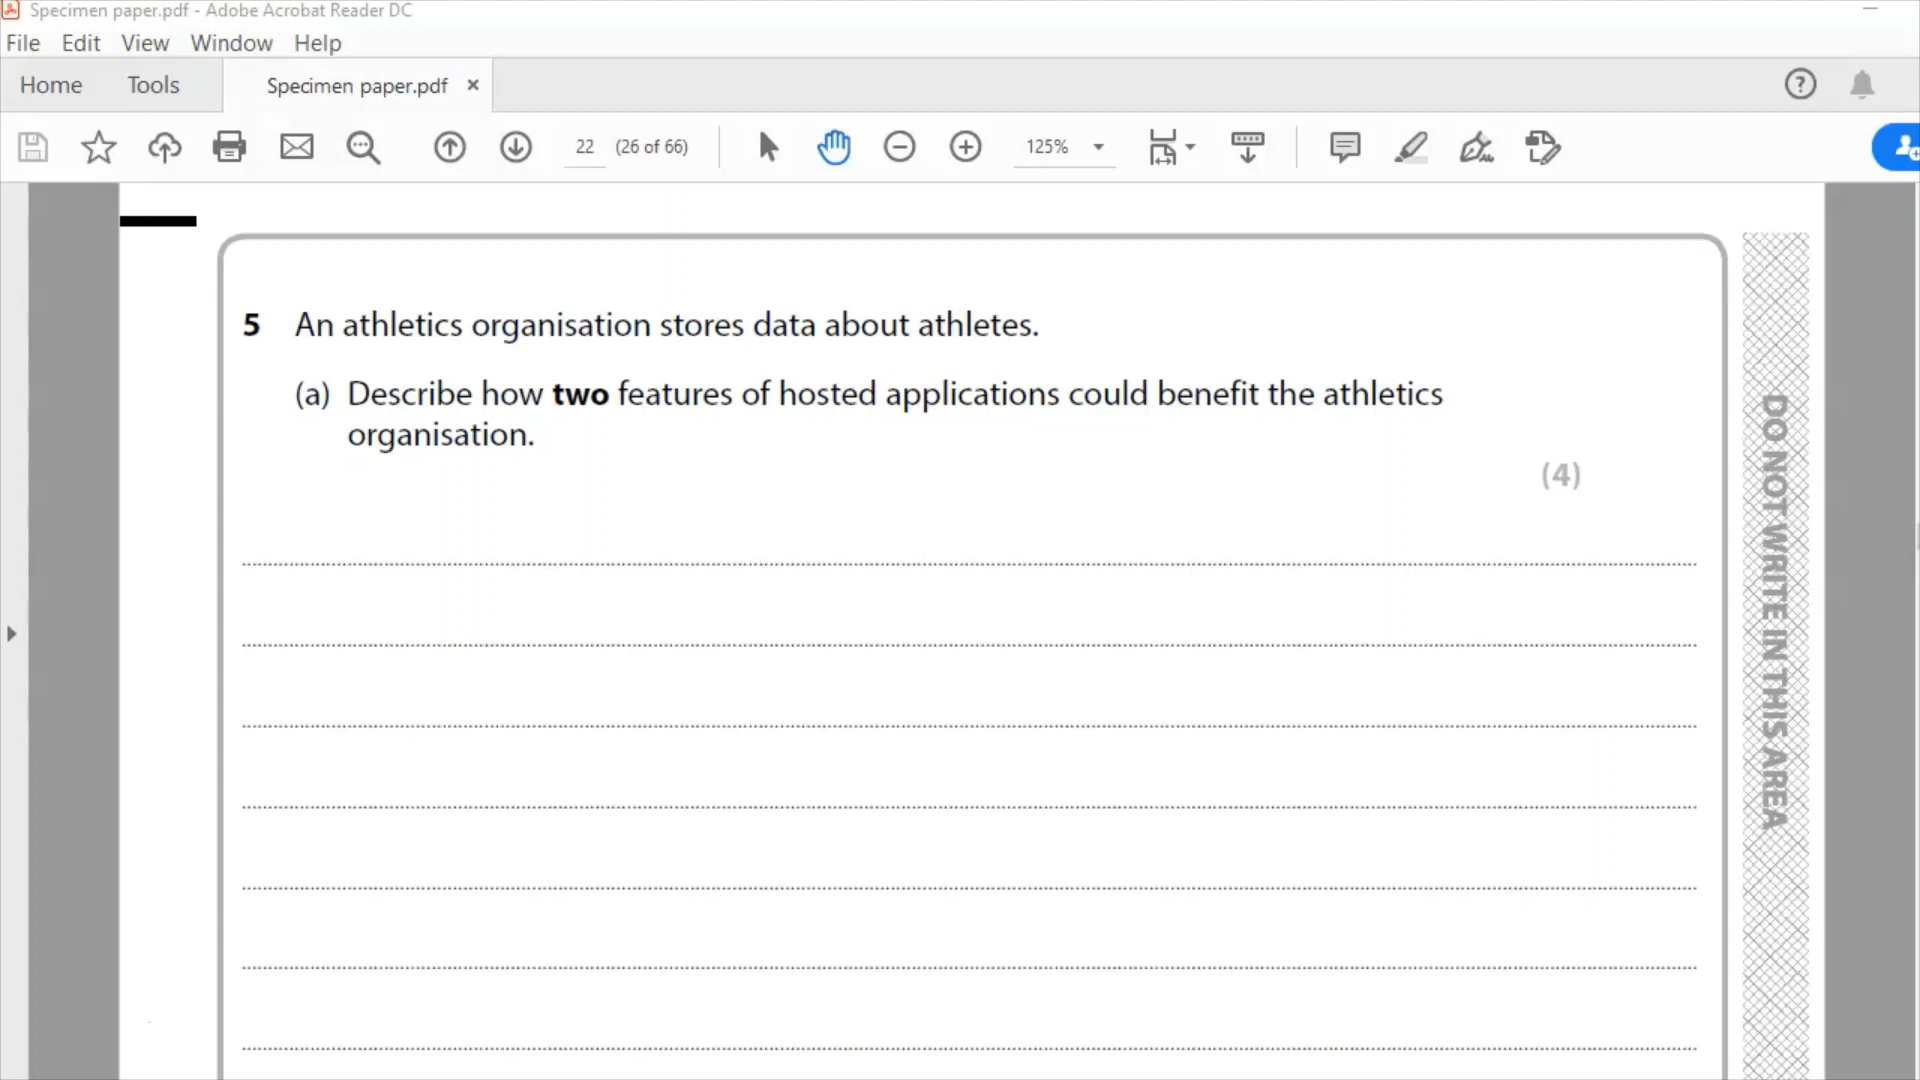 Specimen paper.pdf - Adobe Acrobat Reader DC
File Edit View Window Help
Home Tools Specimen paper.pdf ×
22 (26 of 66) 125%
5 An athletics organisation stores data about athletes.
(a) Describe how two features of hosted applications could benefit the athletics
organisation.
(4)
DO NOT WRITE IN THIS AREA